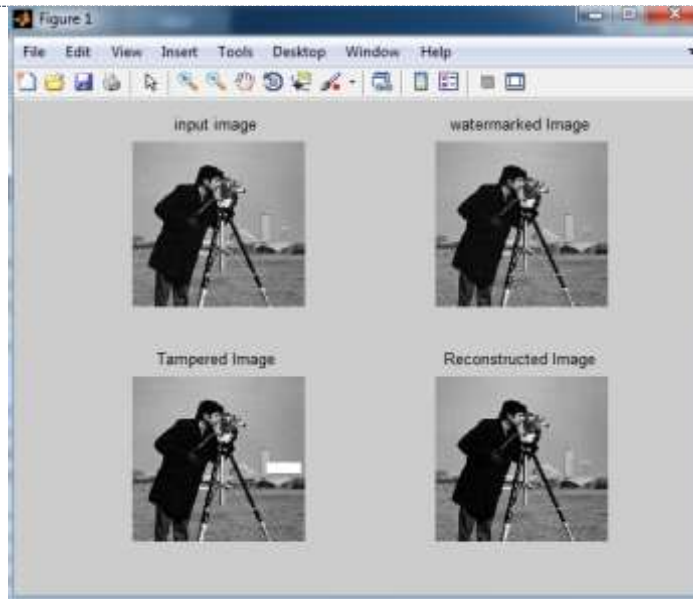 Figure 1
File Edit View Insert Tools Desktop Window Help
input image watermarked Image
Tampered Image Reconstructed Image